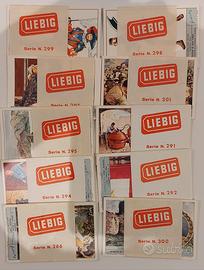 LIEBIG
Serie N. 299
LIEBIG
Serie N. 298
LIEBIG
LIEBIG
Serie N. 301
LIEBIG
Serie N. 295
LIEBIG
Serie N. 291
LIEBIG
Serie N. 294
LIEBIG
Serie N. 292
LIEBIG
Serie N. 286
LIEBIG
Serie N. 300
subito